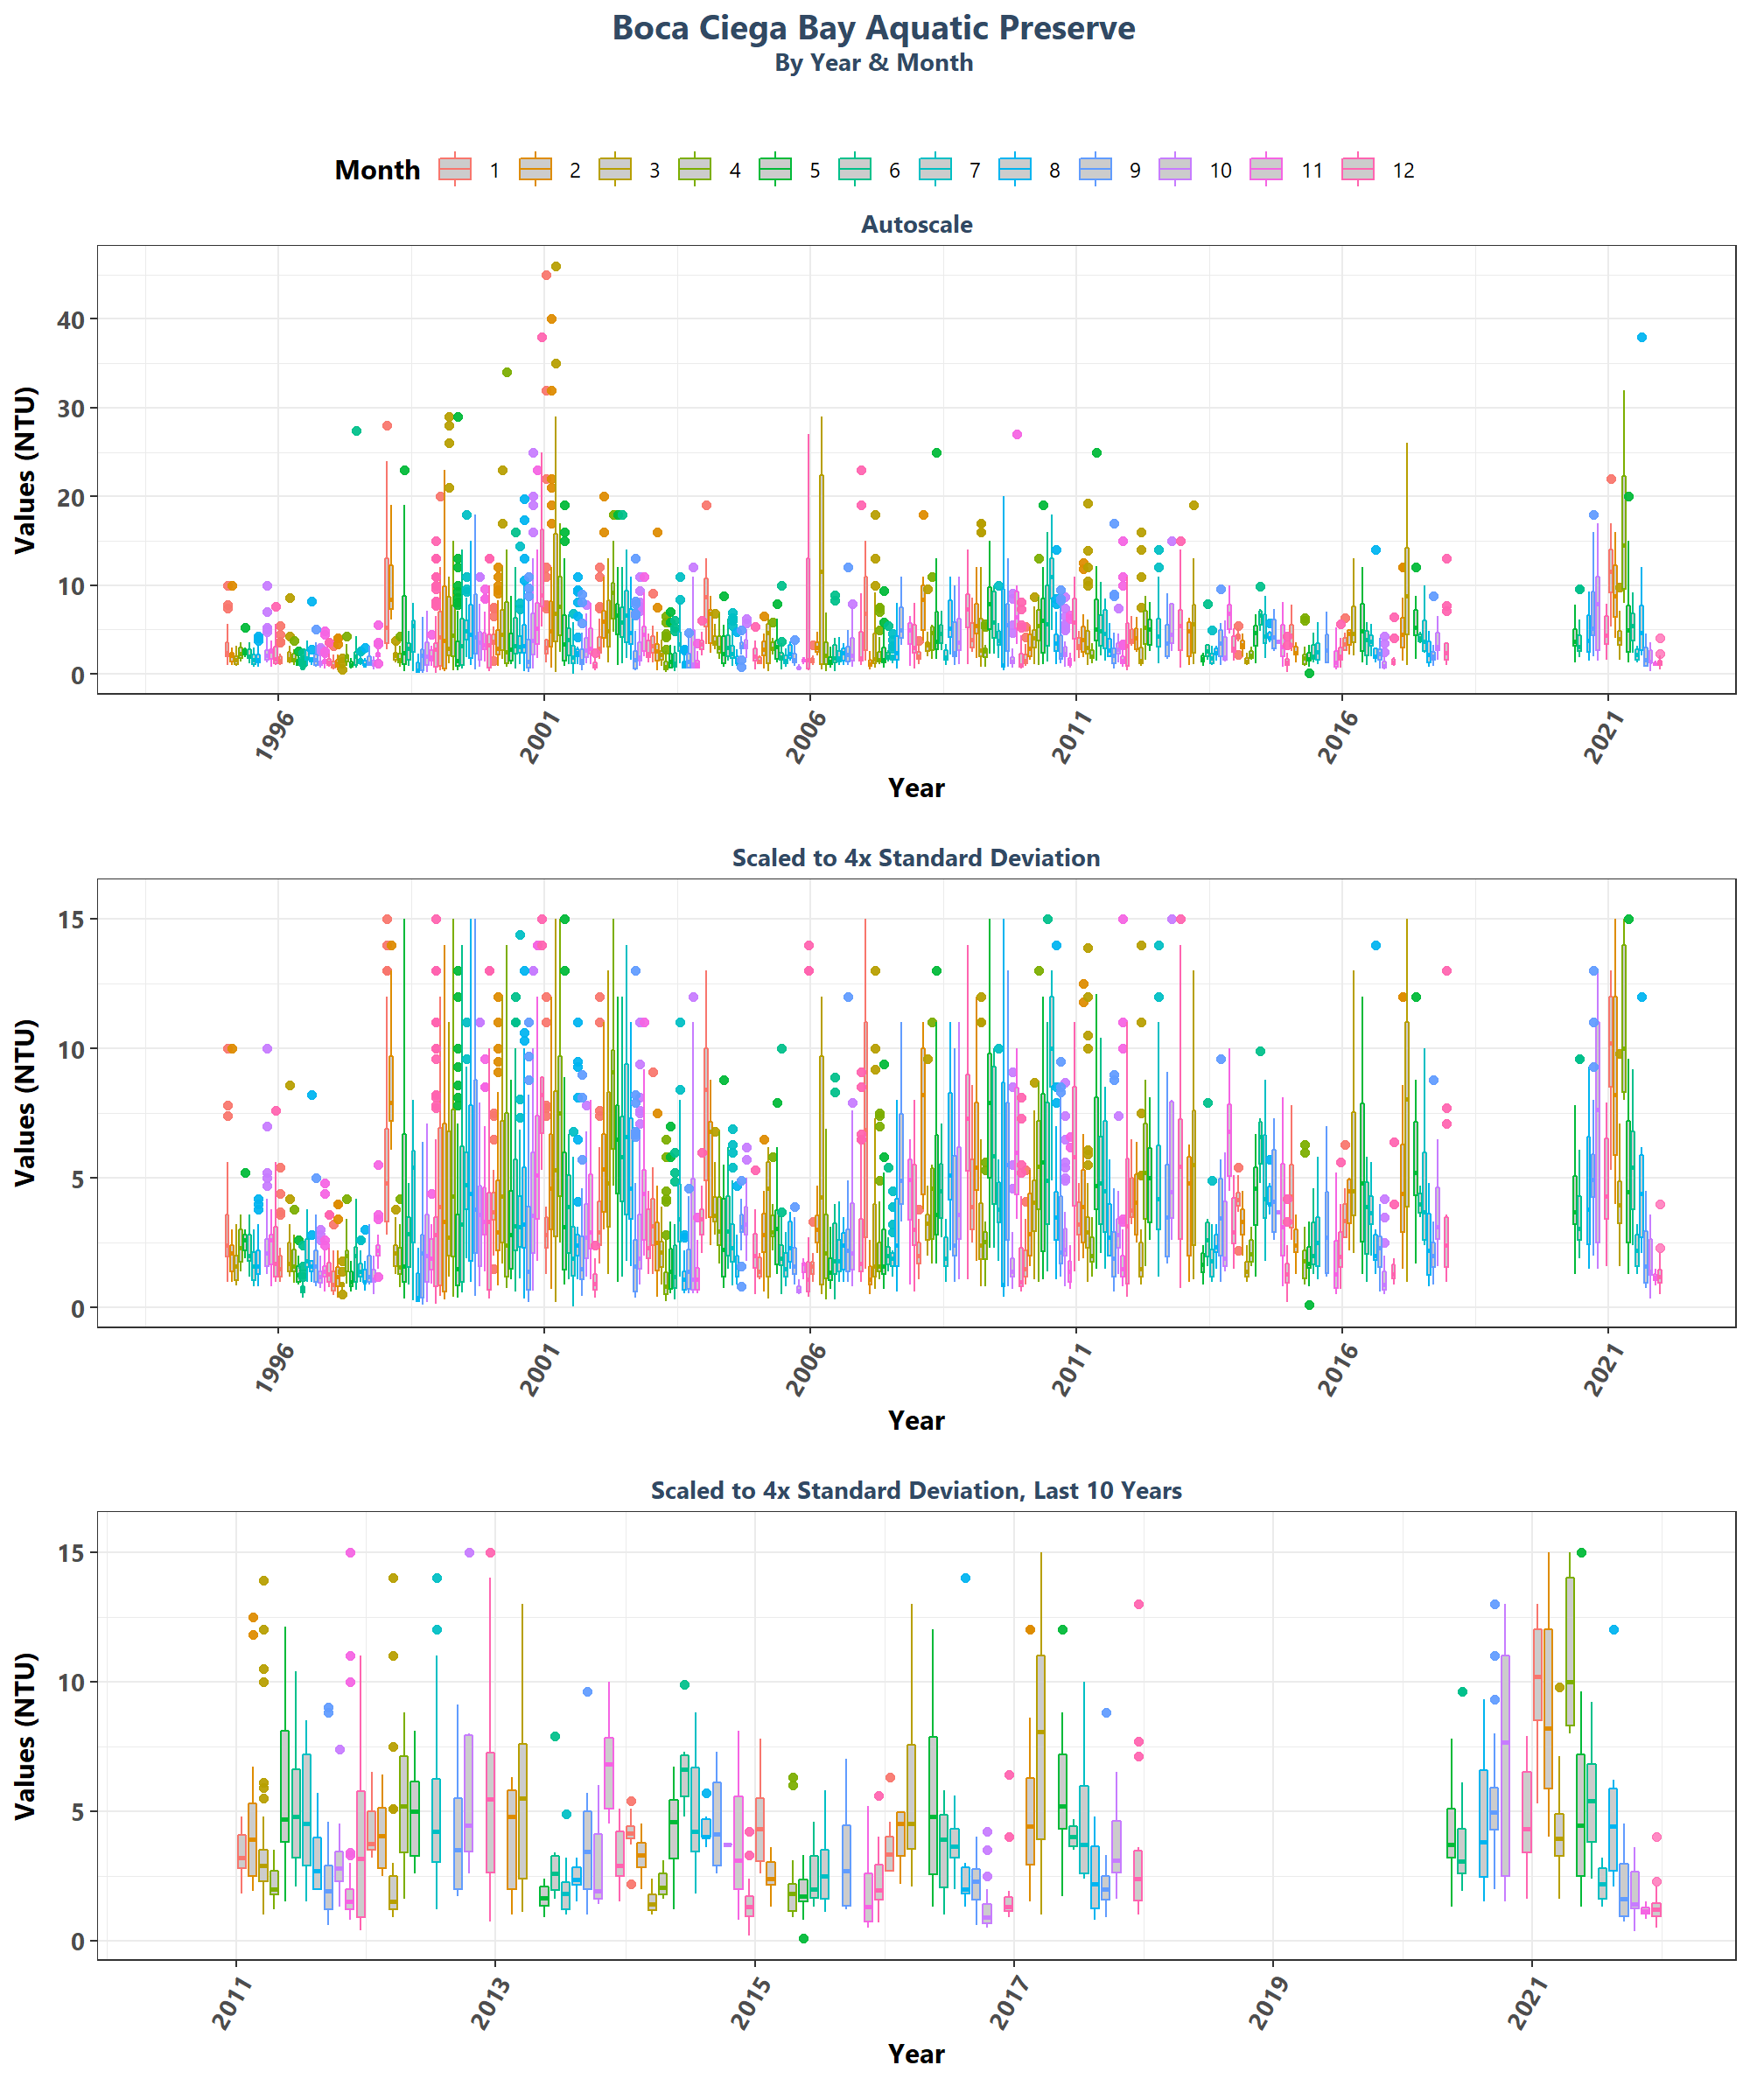 Boca Ciega Bay Aquatic Preserve
By Year & Month
Month 1 2 3 4 5 6 7 8 9 10 11 12
Autoscale
Values (NTU)
40
30
20
10
0
1996 2001 2006 2011 2016 2021
Year
Scaled to 4x Standard Deviation
Values (NTU)
15
10
5
0
1996 2001 2006 2011 2016 2021
Year
Scaled to 4x Standard Deviation, Last 10 Years
Values (NTU)
15
10
5
0
2011 2013 2015 2017 2019 2021
Year